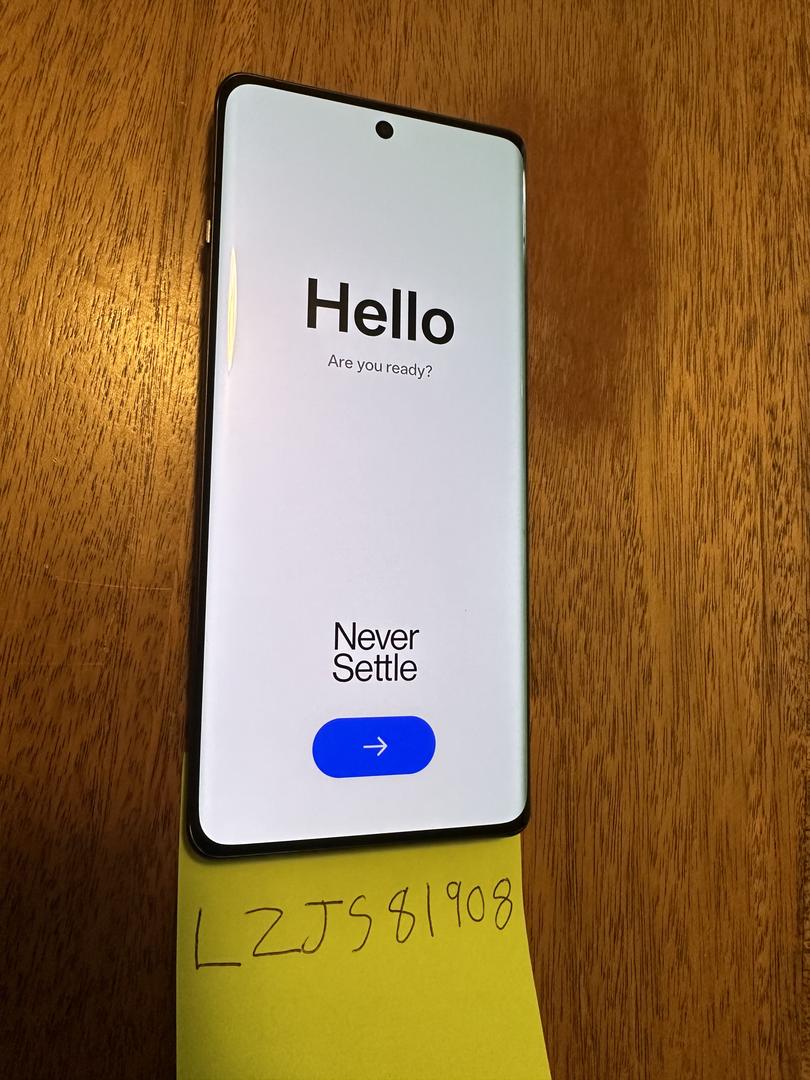 Hello
Are you ready?
Never
Settle
LZJS81908